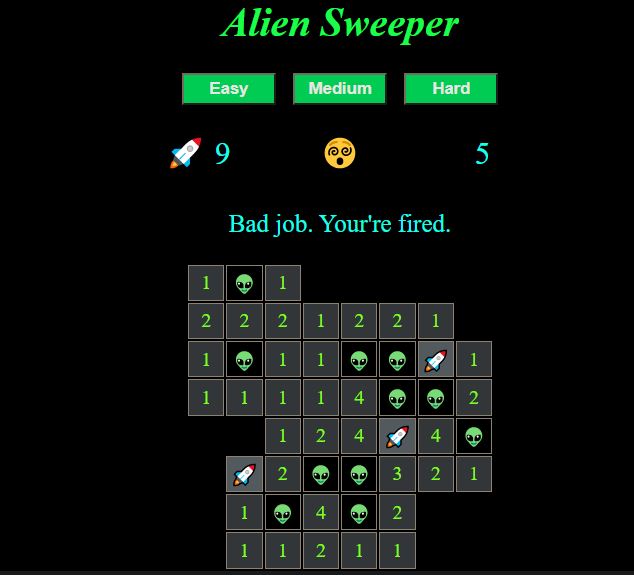 Alien Sweeper
Easy Medium Hard
9 5
Bad job. Your're fired.
1 1
2 2 2 1 2 2 1
1 1 1 1
1 1 1 1 4 2
1 2 4 4
2 3 2 1
1 4 2
1 1 2 1 1